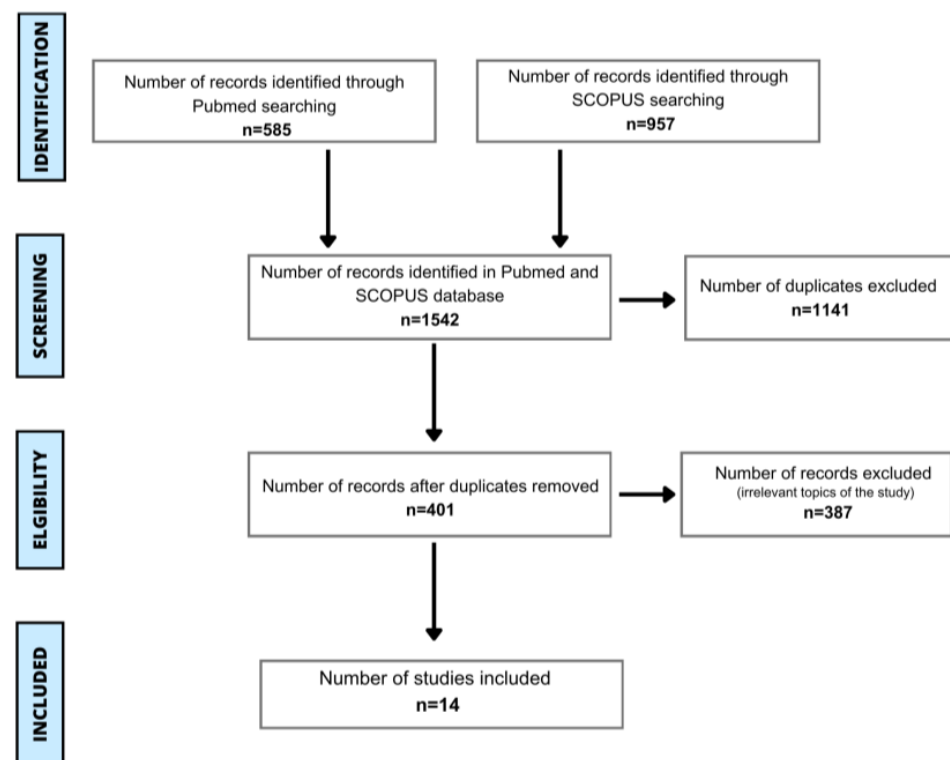 IDENTIFICATION
Number of records identified through
Pubmed searching
n=585
Number of records identified through
SCOPUS searching
n=957
SCREENING
Number of records identified in Pubmed and
SCOPUS database
n=1542
Number of duplicates excluded
n=1141
ELGIBILITY
Number of records after duplicates removed
n=401
Number of records excluded
(irrelevant topics of the study)
n=387
INCLUDED
Number of studies included
n=14